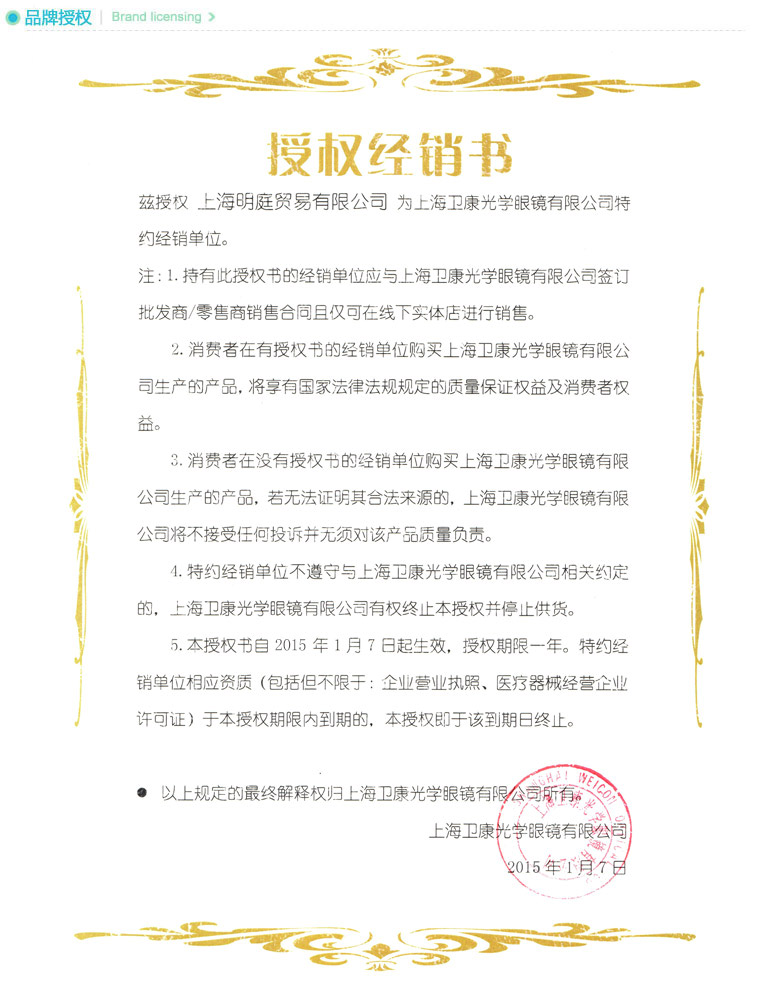 品牌授权 | Brand licensing
授权经销书
兹授权 上海明庭贸易有限公司 为上海卫康光学眼镜有限公司特
约经销单位。
注：1.持有此授权书的经销单位应与上海卫康光学眼镜有限公司签订
批发商/零售商销售合同且仅可在线下实体店进行销售。
2.消费者在有授权书的经销单位购买上海卫康光学眼镜有限公
司生产的产品，将享有国家法律法规规定的质量保证权益及消费者权
益。
3.消费者在没有授权书的经销单位购买上海卫康光学眼镜有限
公司生产的产品，若无法证明其合法来源的，上海卫康光学眼镜有限
公司将不接受任何投诉并无须对该产品质量负责。
4.特约经销单位不遵守与上海卫康光学眼镜有限公司相关约定
的，上海卫康光学眼镜有限公司有权终止本授权并停止供货。
5.本授权书自 2015 年 1 月 7 日起生效，授权期限一年。特约经
销单位相应资质（包括但不限于：企业营业执照、医疗器械经营企业
许可证）于本授权期限内到期的，本授权即于该到期日终止。
● 以上规定的最终解释权归上海卫康光学眼镜有限公司所有。
上海卫康光学眼镜有限公司
2015 年 1 月 7 日
SHANGHAI WEICON